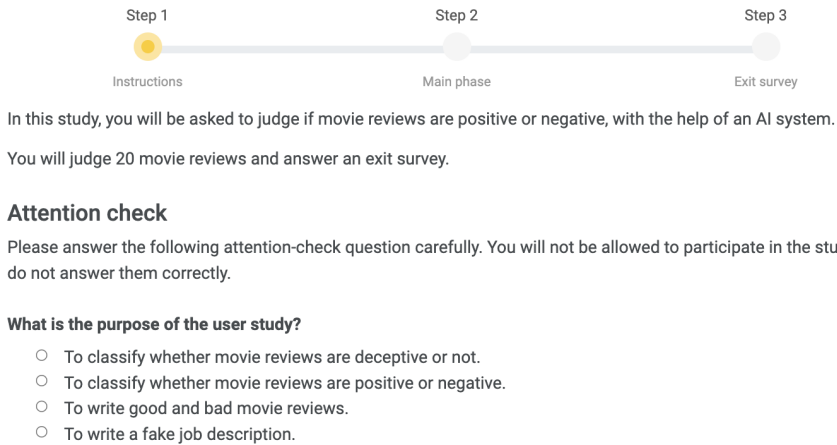 Step 1 Step 2 Step 3
Instructions Main phase Exit survey
In this study, you will be asked to judge if movie reviews are positive or negative, with the help of an AI system.
You will judge 20 movie reviews and answer an exit survey.
Attention check
Please answer the following attention-check question carefully. You will not be allowed to participate in the
do not answer them correctly.
What is the purpose of the user study?
To classify whether movie reviews are deceptive or not.
To classify whether movie reviews are positive or negative.
To write good and bad movie reviews.
To write a fake job description.